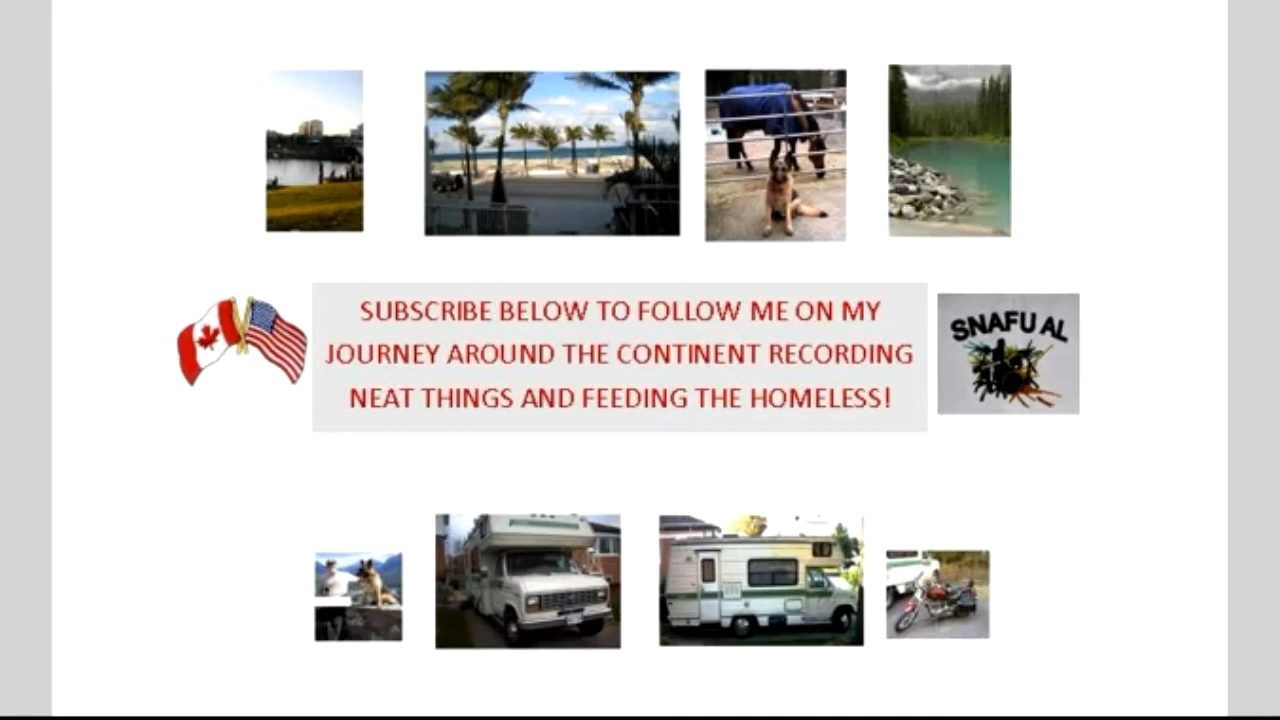 SUBSCRIBE BELOW TO FOLLOW ME ON MY
JOURNEY AROUND THE CONTINENT RECORDING
NEAT THINGS AND FEEDING THE HOMELESS!
SNAFU AL